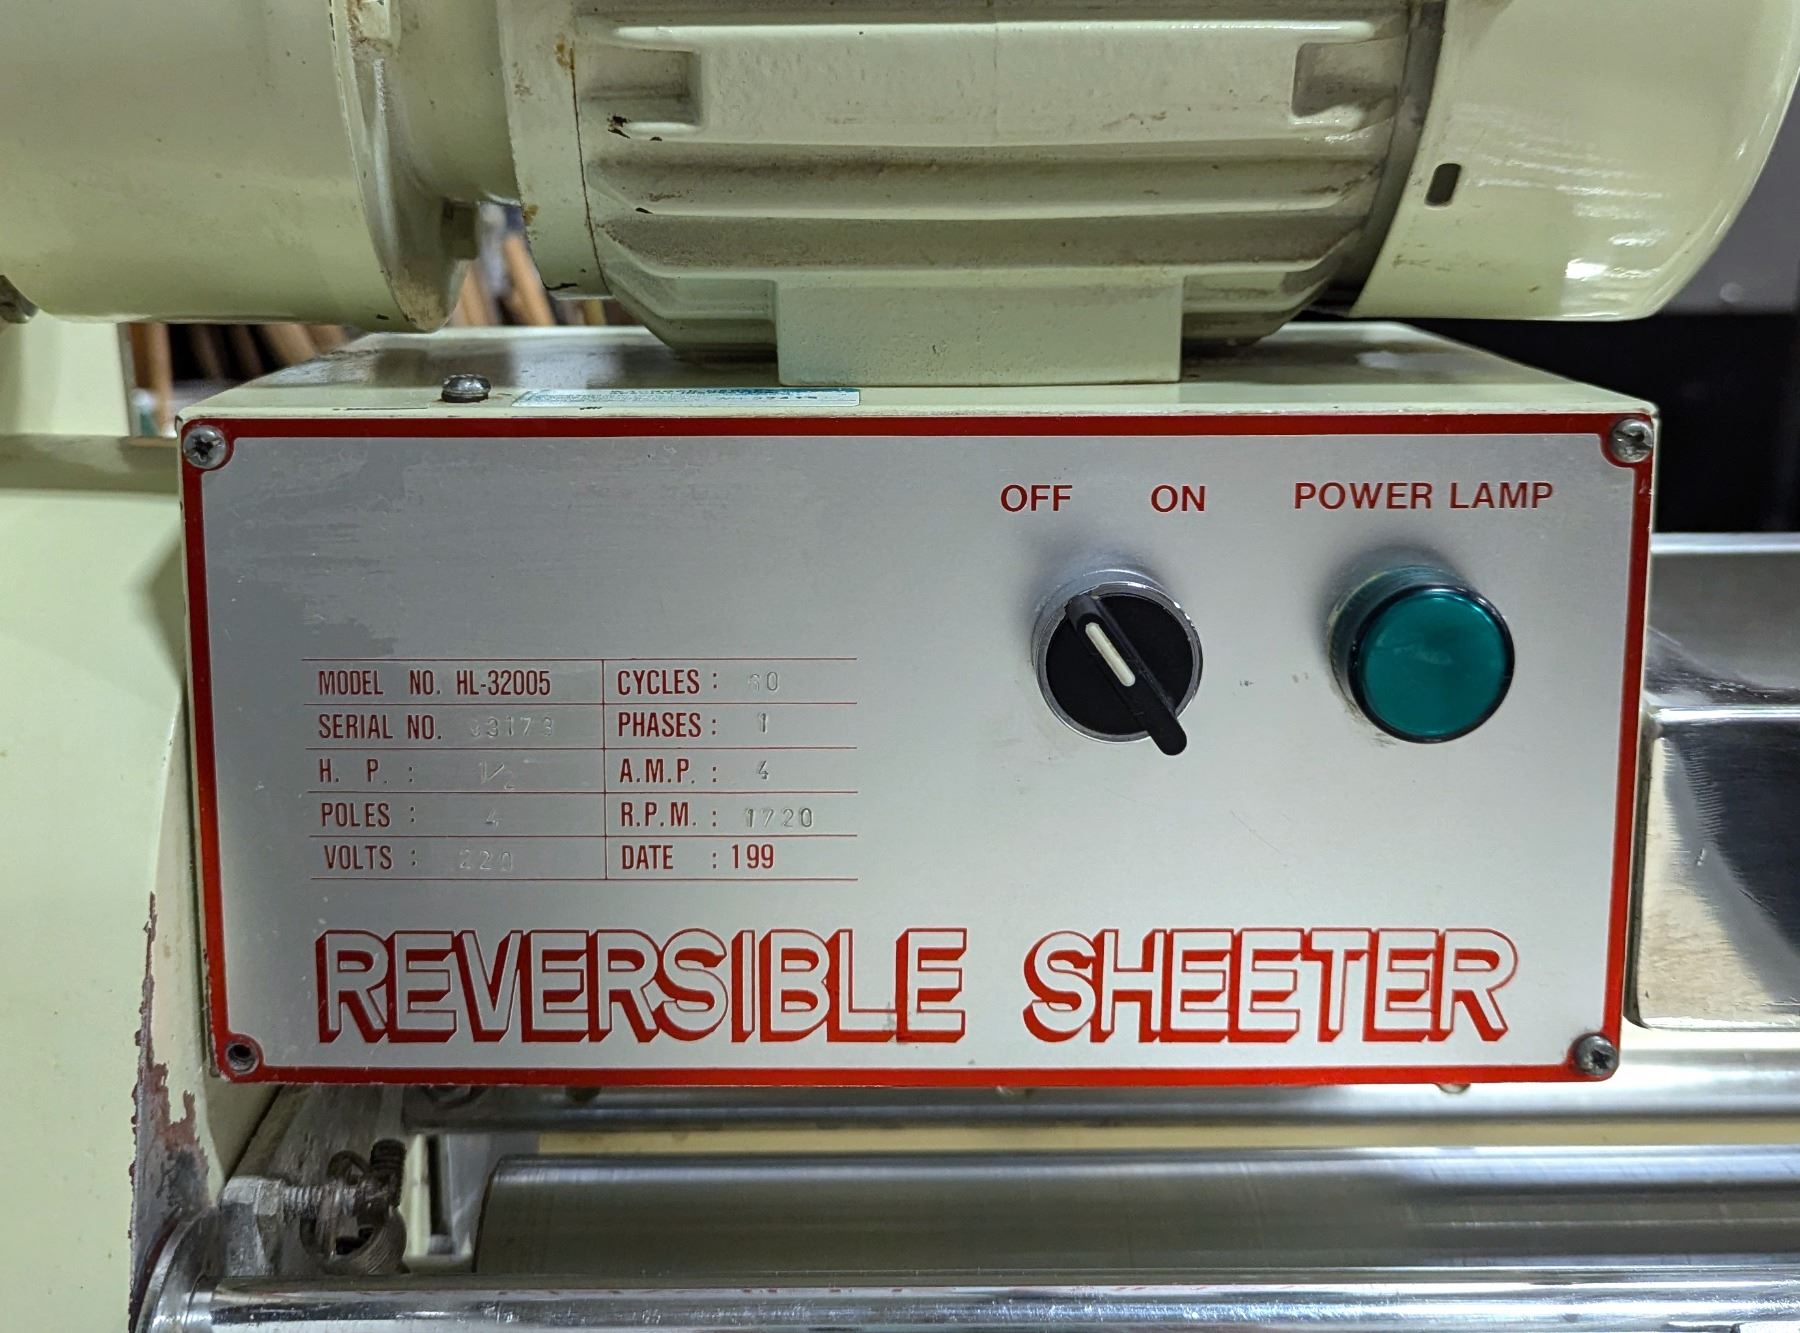 OFF ON POWER LAMP
MODEL NO. HL-32005 CYCLES : 60
SERIAL NO. 93173 PHASES : 1
H. P. : 1/2 A.M.P. : 4
POLES : 4 R.P.M. : 1720
VOLTS : 220 DATE : 199
REVERSIBLE SHEETER